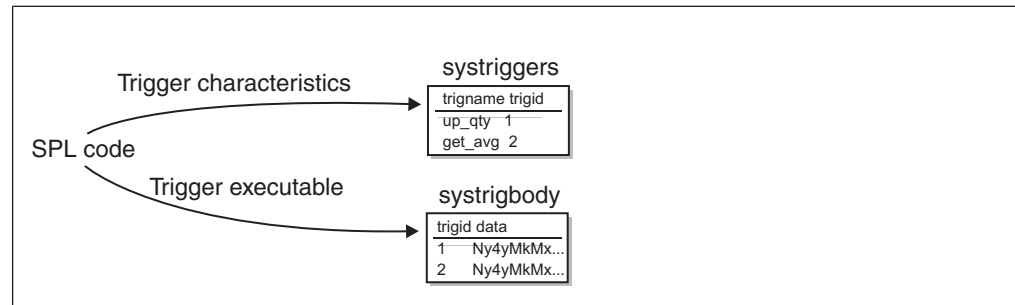 systriggers
Trigger characteristics
trigname trigid
up_qty 1
get_avg 2
SPL code
Trigger executable
systrigbody
trigid data
1 Ny4yMkMx...
2 Ny4yMkMx...